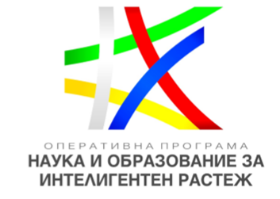 ОПЕРАТИВНА ПРОГРАМА
НАУКА И ОБРАЗОВАНИЕ ЗА
ИНТЕЛИГЕНТЕН РАСТЕЖ